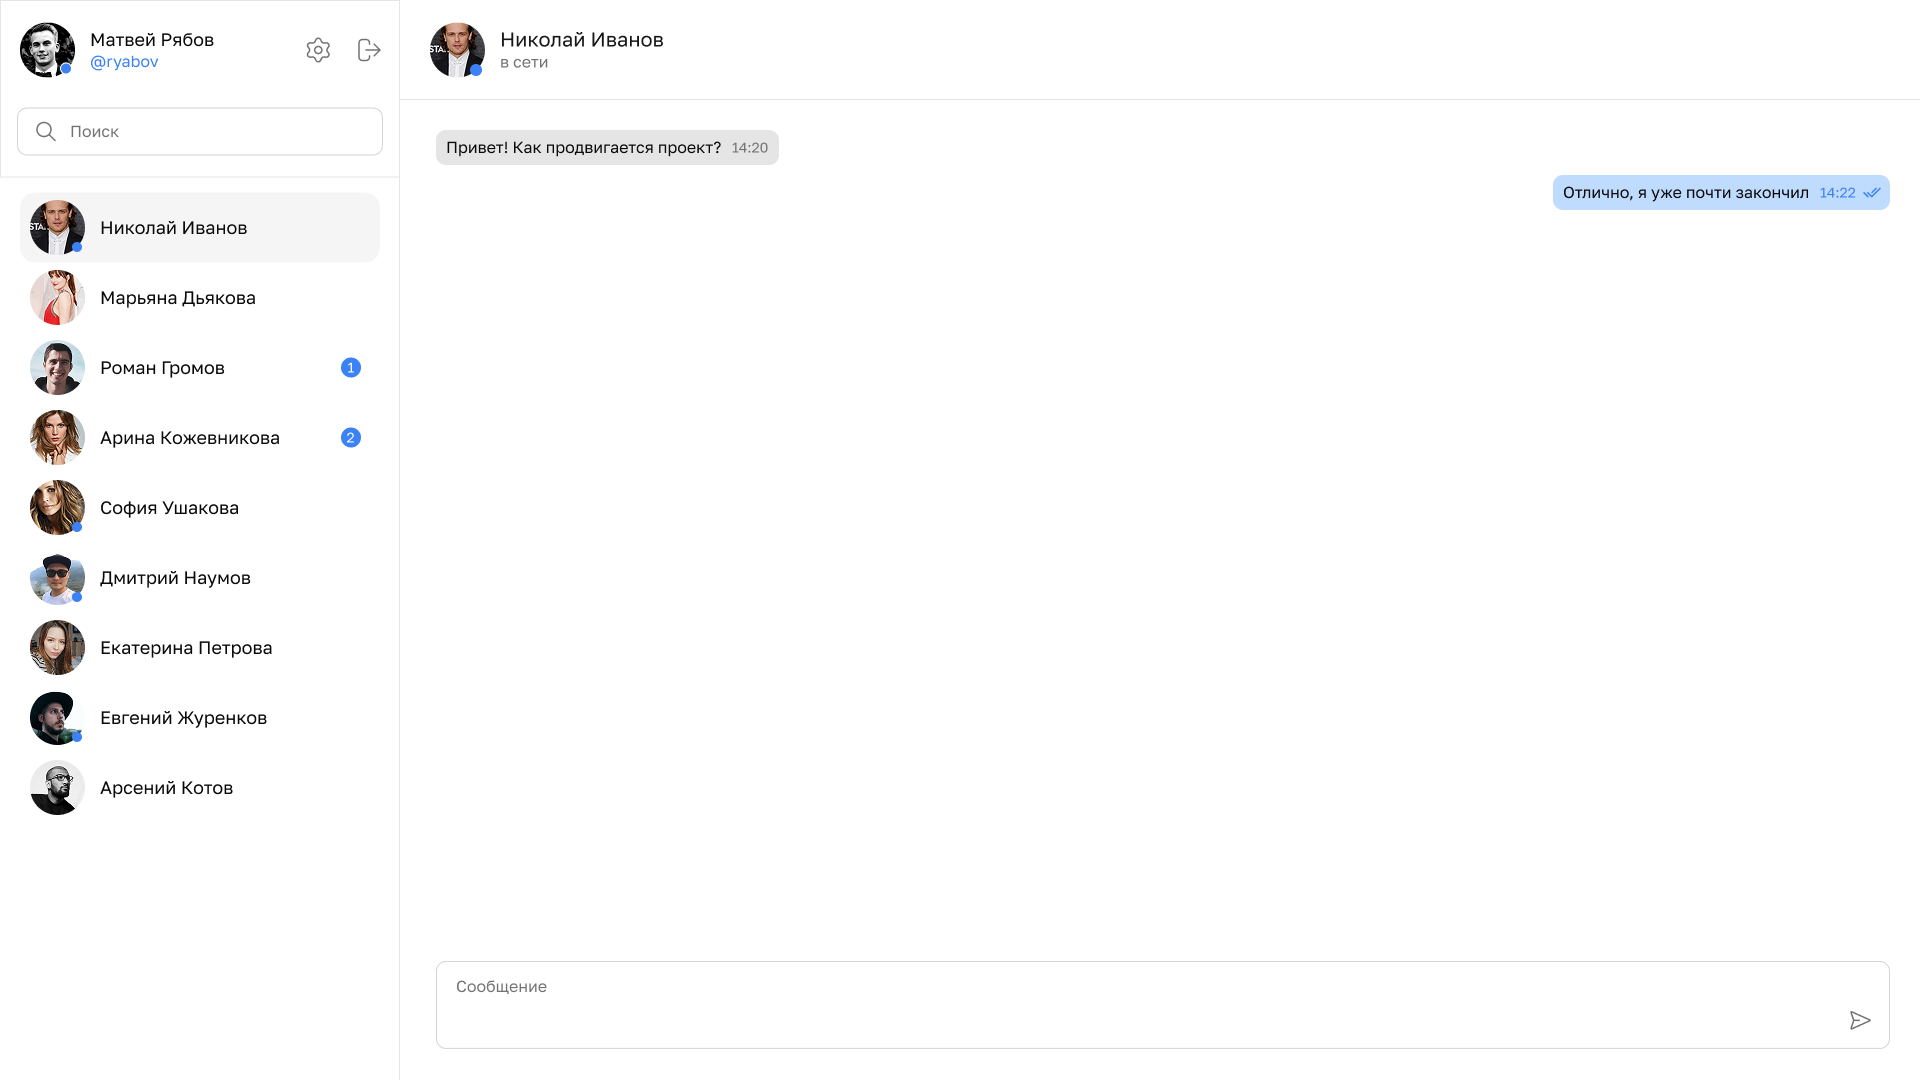 Матвей Рябов
@ryabov
Поиск
Николай Иванов
Марьяна Дьякова
Роман Громов 1
Арина Кожевникова 2
София Ушакова
Дмитрий Наумов
Екатерина Петрова
Евгений Журенков
Арсений Котов
Николай Иванов
в сети
STA
Привет! Как продвигается проект? 14:20
Отлично, я уже почти закончил 14:22
Сообщение